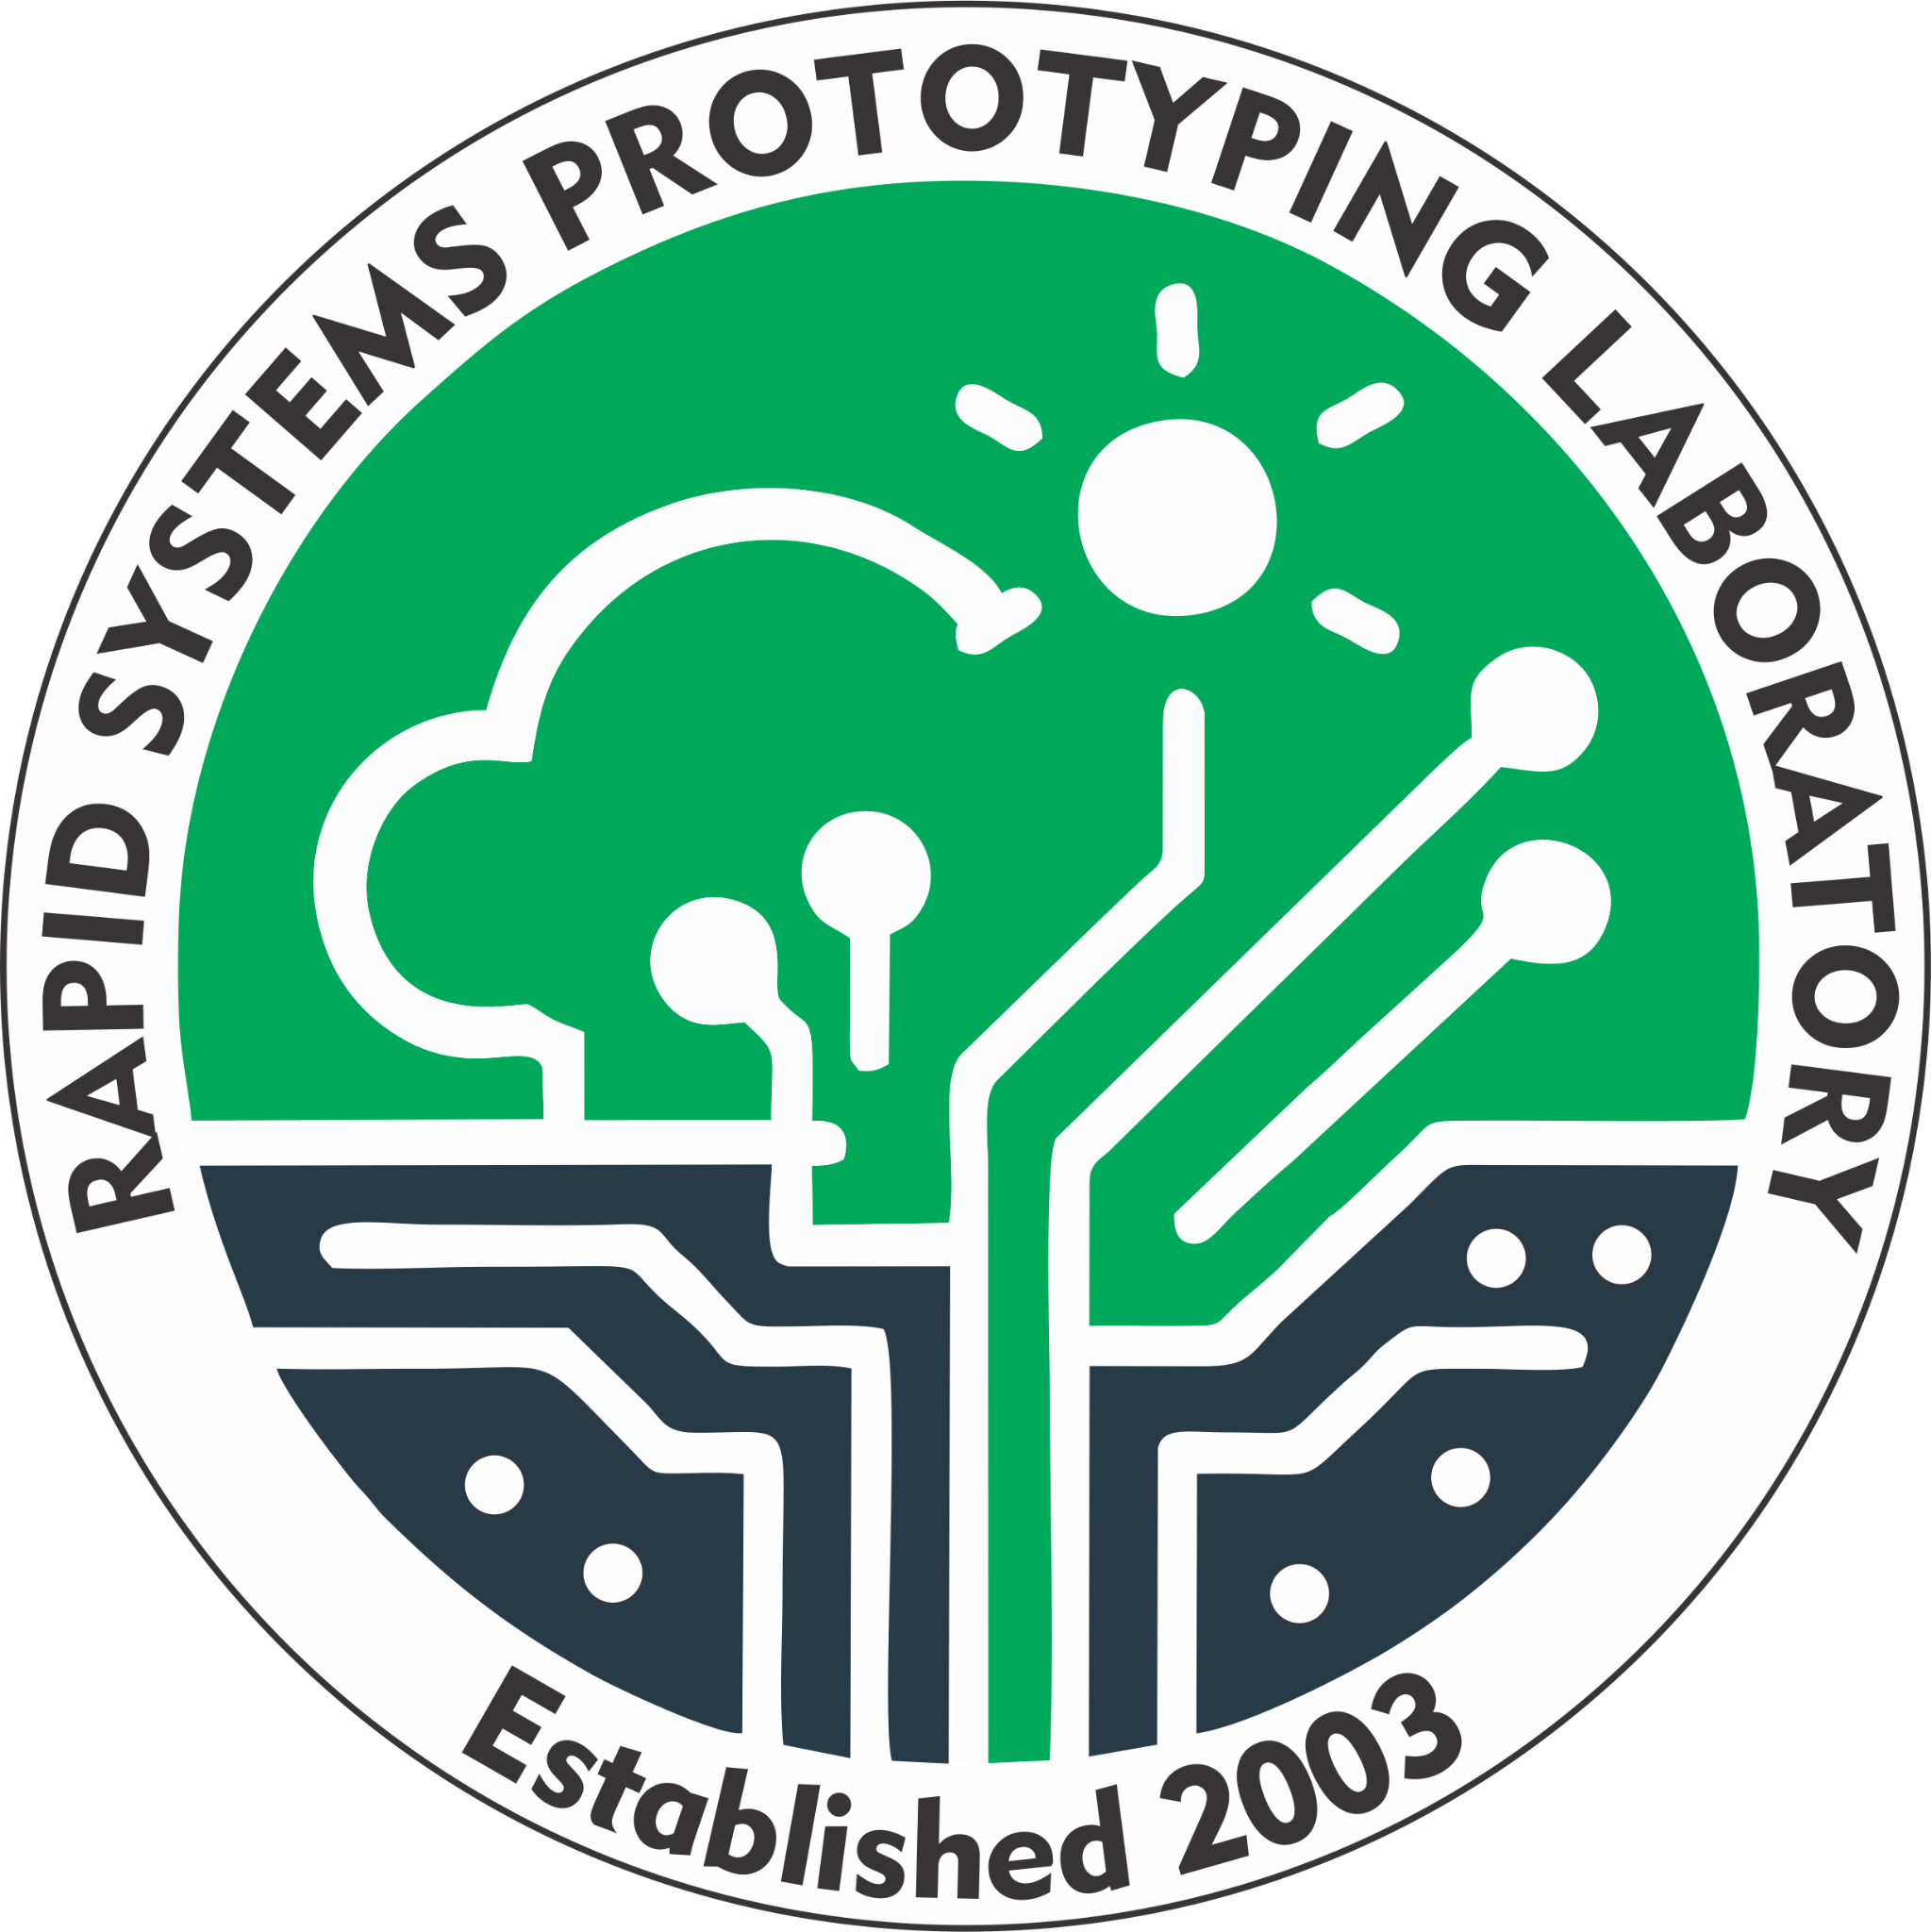 RAPID SYSTEMS PROTOTYPING LABORATORY
Established 2003